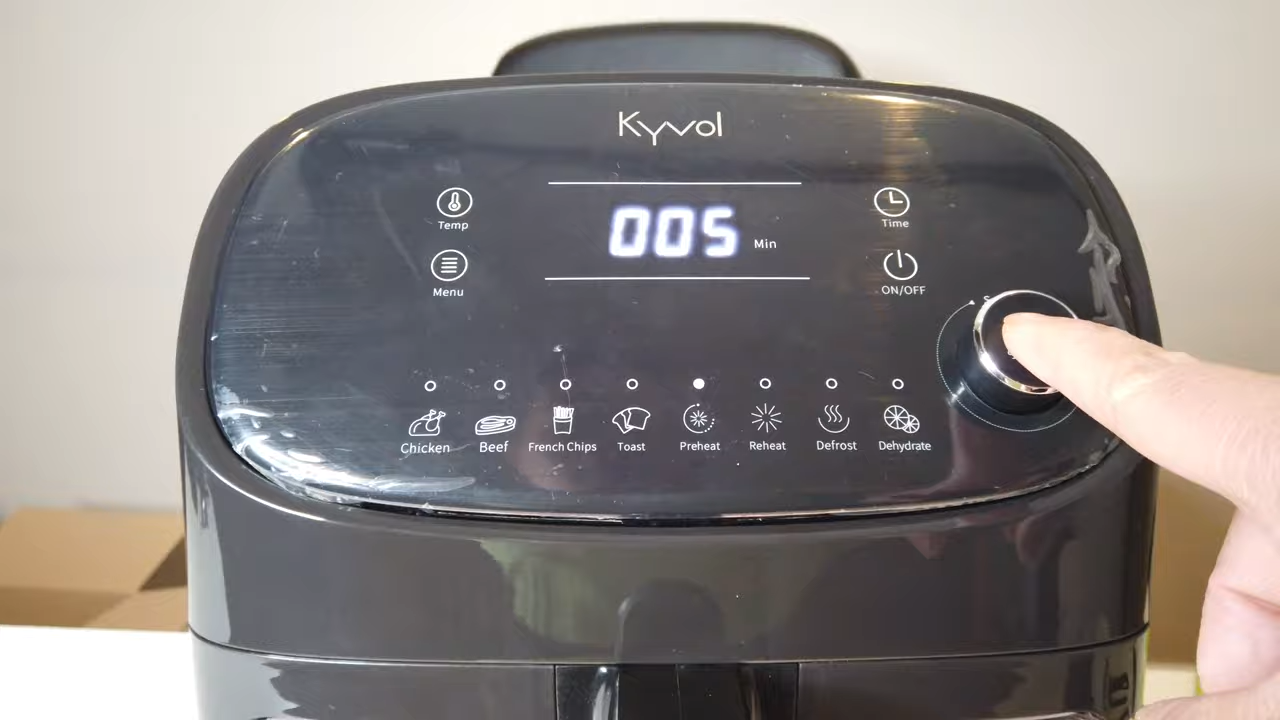 Kyvol
Temp
005 Min
Time
Menu
ON/OFF
Chicken
Beef
French Chips
Toast
Preheat
Reheat
Defrost
Dehydrate